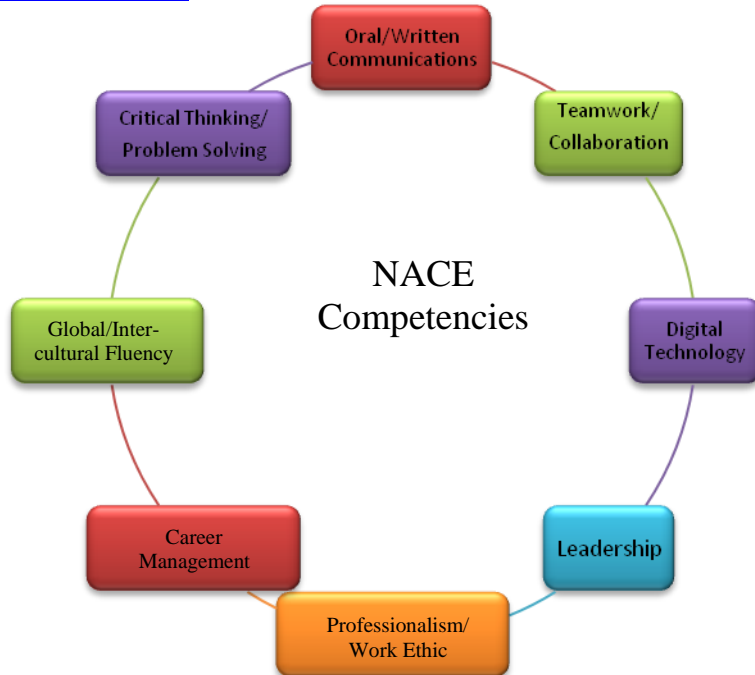 Oral/Written
Communications
Teamwork/
Collaboration
Critical Thinking/
Problem Solving
NACE
Competencies
Global/Inter-
cultural Fluency
Digital
Technology
Career
Management
Leadership
Professionalism/
Work Ethic